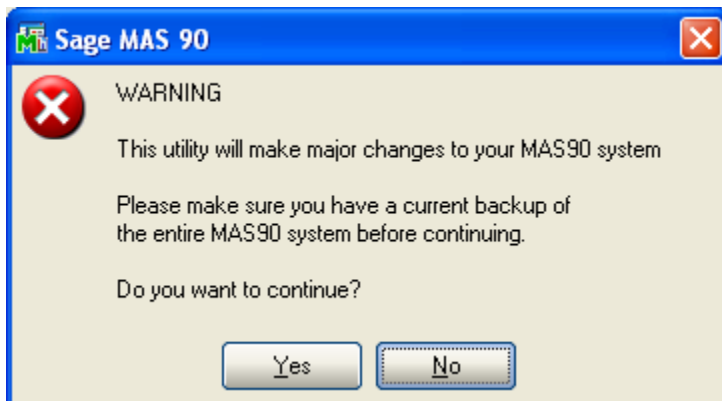 Sage MAS 90
WARNING
This utility will make major changes to your MAS90 system
Please make sure you have a current backup of
the entire MAS90 system before continuing.
Do you want to continue?
Yes
No